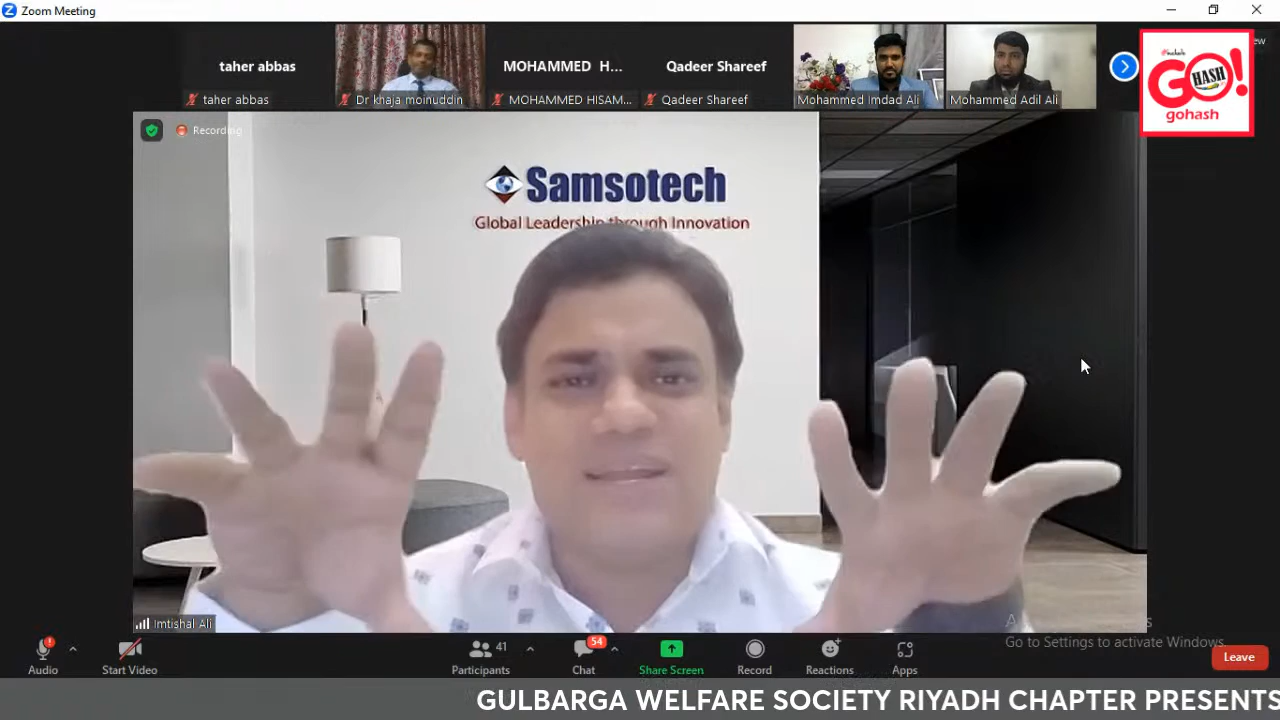 Zoom Meeting
taher abbas
MOHAMMED H...
Qadeer Shareef
taher abbas
Dr khaja moinuddin
MOHAMMED HISAM...
Qadeer Shareef
Mohammed Imdad Ali
Mohammed Adil Ali
GO!
HASH
gohash
Recording
Samsotech
Global Leadership through Innovation
Imtishal Ali
Go to Settings to activate Windows.
Audio
Start Video
Participants
41
Chat
54
Share Screen
Record
Reactions
Apps
Leave
GULBARGA WELFARE SOCIETY RIYADH CHAPTER PRESENTS